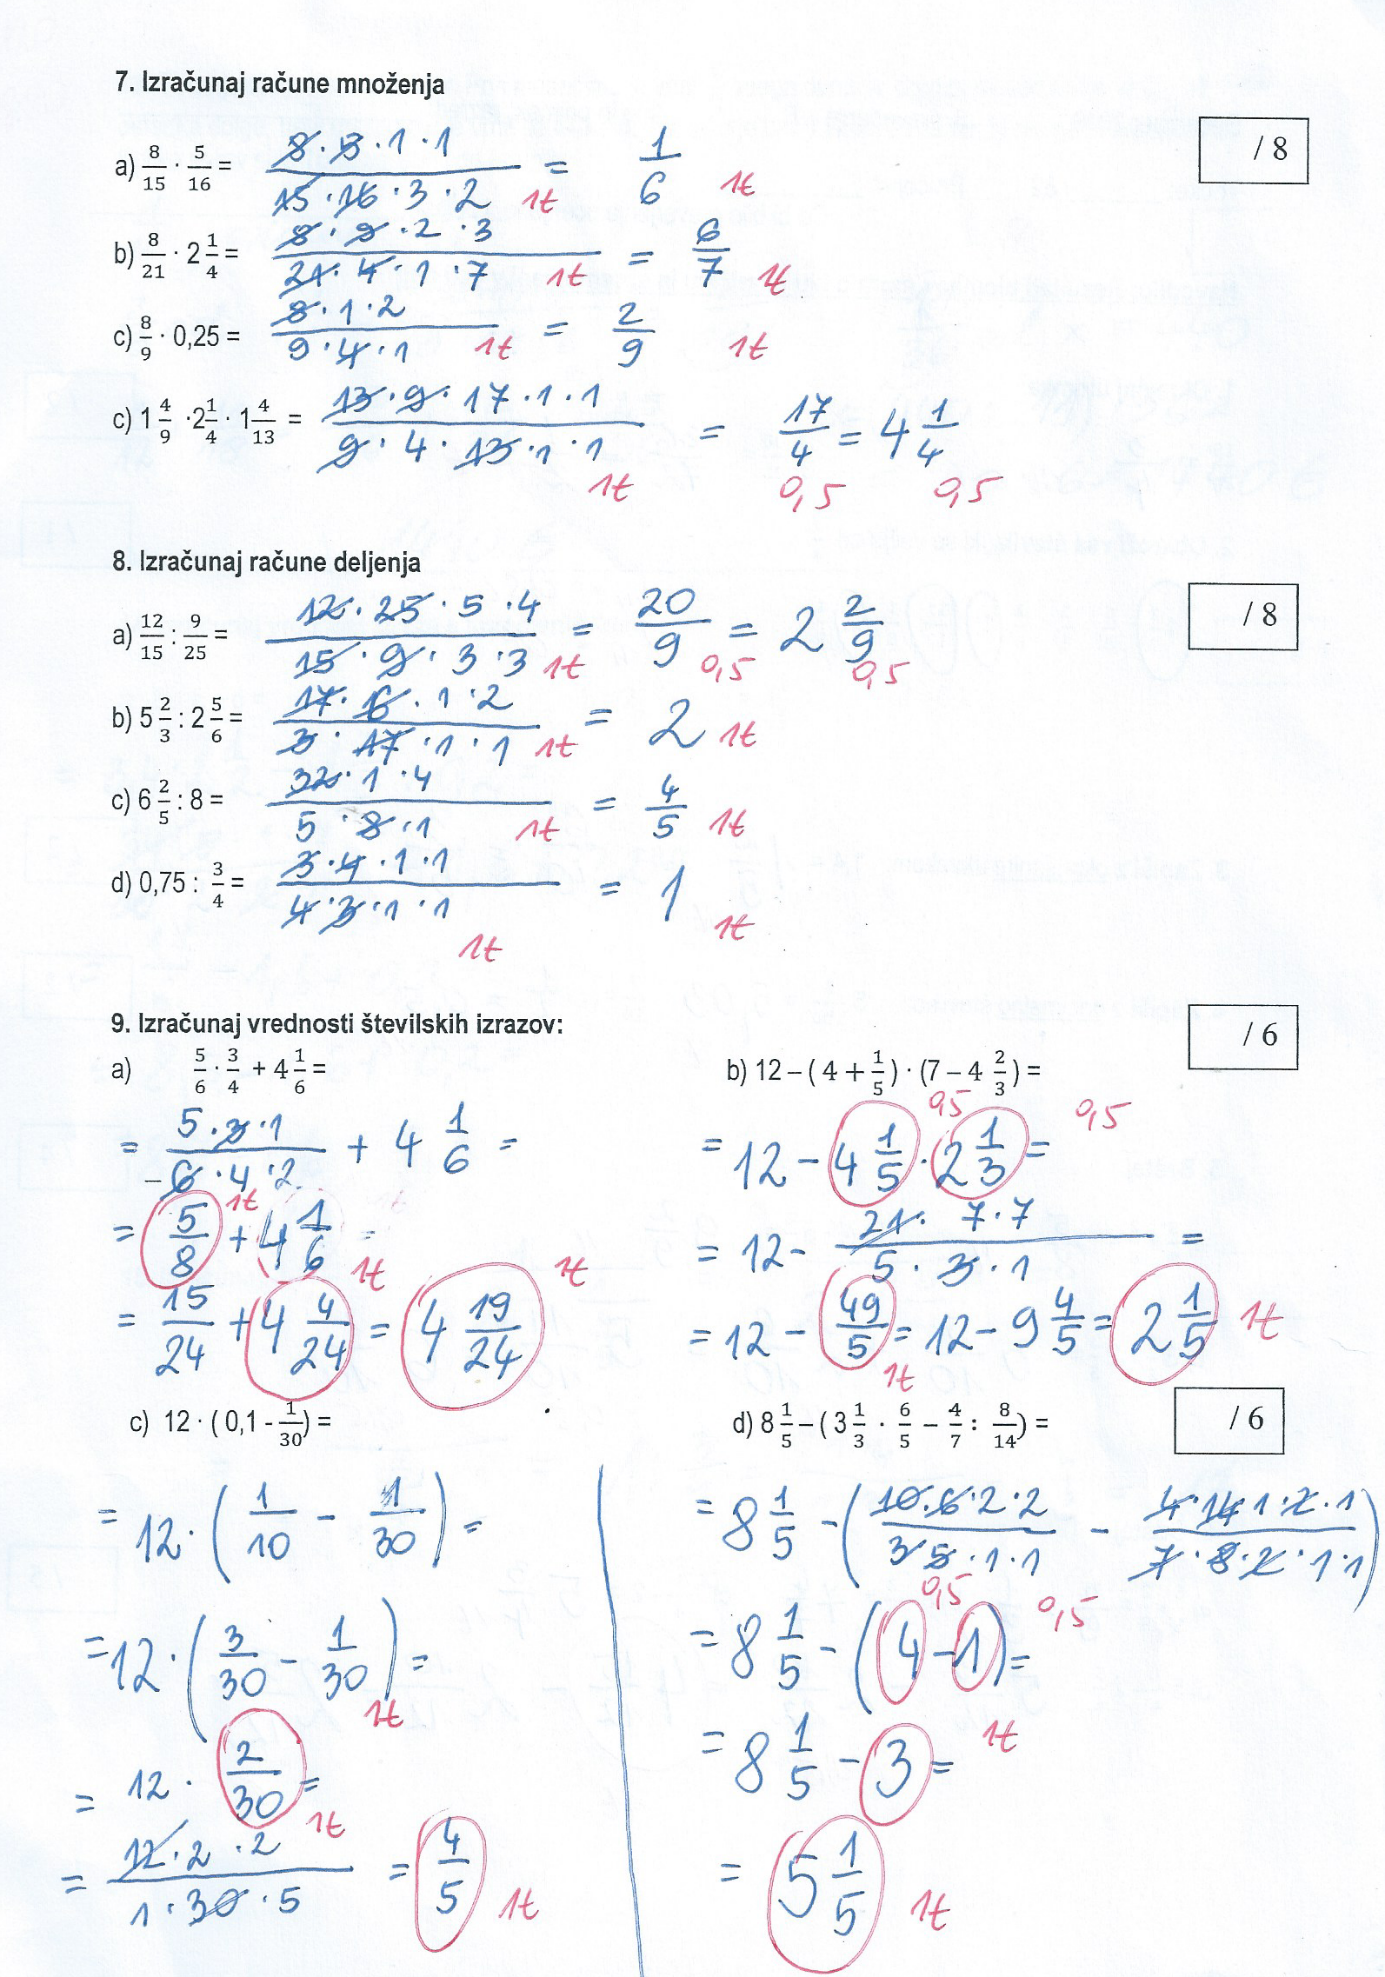 7. Izračunaj račune množenja
/ 8
a) 8/15 · 5/16 = (8·5·1·1)/(15·16·3·2) = 1/6
1t 1t
b) 8/21 · 2 1/4 = (8·9·2·3)/(21·4·1·7) = 6/7
1t 1t
c) 8/9 · 0,25 = (8·1·2)/(9·4·1) = 2/9
1t 1t
c) 1 4/9 · 2 1/4 · 1 4/13 = (13·9·17·1·1)/(9·4·13·1·1) = 17/4 = 4 1/4
1t 0,5 0,5
8. Izračunaj račune deljenja
/ 8
a) 12/15 : 9/25 = (12·25·5·4)/(15·9·3·3) = 20/9 = 2 2/9
1t 0,5 0,5
b) 5 2/3 : 2 5/6 = (17·16·1·2)/(3·17·1·1) = 2
1t 1t
c) 6 2/5 : 8 = (32·1·4)/(5·8·1) = 4/5
1t 1t
d) 0,75 : 3/4 = (3·4·1·1)/(4·3·1·1) = 1
1t 1t
9. Izračunaj vrednosti številskih izrazov:
/ 6
a) 5/6 · 3/4 + 4 1/6 =
= (5·3·1)/(6·4·2) + 4 1/6 =
1t
= 5/8 + 4 1/6 =
1t 1t
= 15/24 + 4 4/24 = 4 19/24
b) 12 – ( 4 + 1/5 ) · (7 – 4 2/3 ) =
0,5 0,5
= 12 - 4 1/5 · 2 1/3 =
= 12 - (21· 7·7)/(5·3·1) =
= 12 - 49/5 = 12 - 9 4/5 = 2 1/5 1t
1t
c) 12 · ( 0,1 - 1/30 ) =
= 12 · ( 1/10 - 1/30 ) =
= 12 · ( 3/30 - 1/30 ) =
1t
= 12 · 2/30 =
1t
= (12·2·2)/(1·30·5) = 4/5 1t
d) 8 1/5 – ( 3 1/3 · 6/5 – 4/7 : 8/14 ) =
/ 6
= 8 1/5 - ( (10·6·2·2)/(3·5·1·1) - (4·14·1·2·1)/(7·8·2·1·1) )
0,5 0,5
= 8 1/5 - ( 4 - 1 ) =
1t
= 8 1/5 - 3 =
= 5 1/5 1t